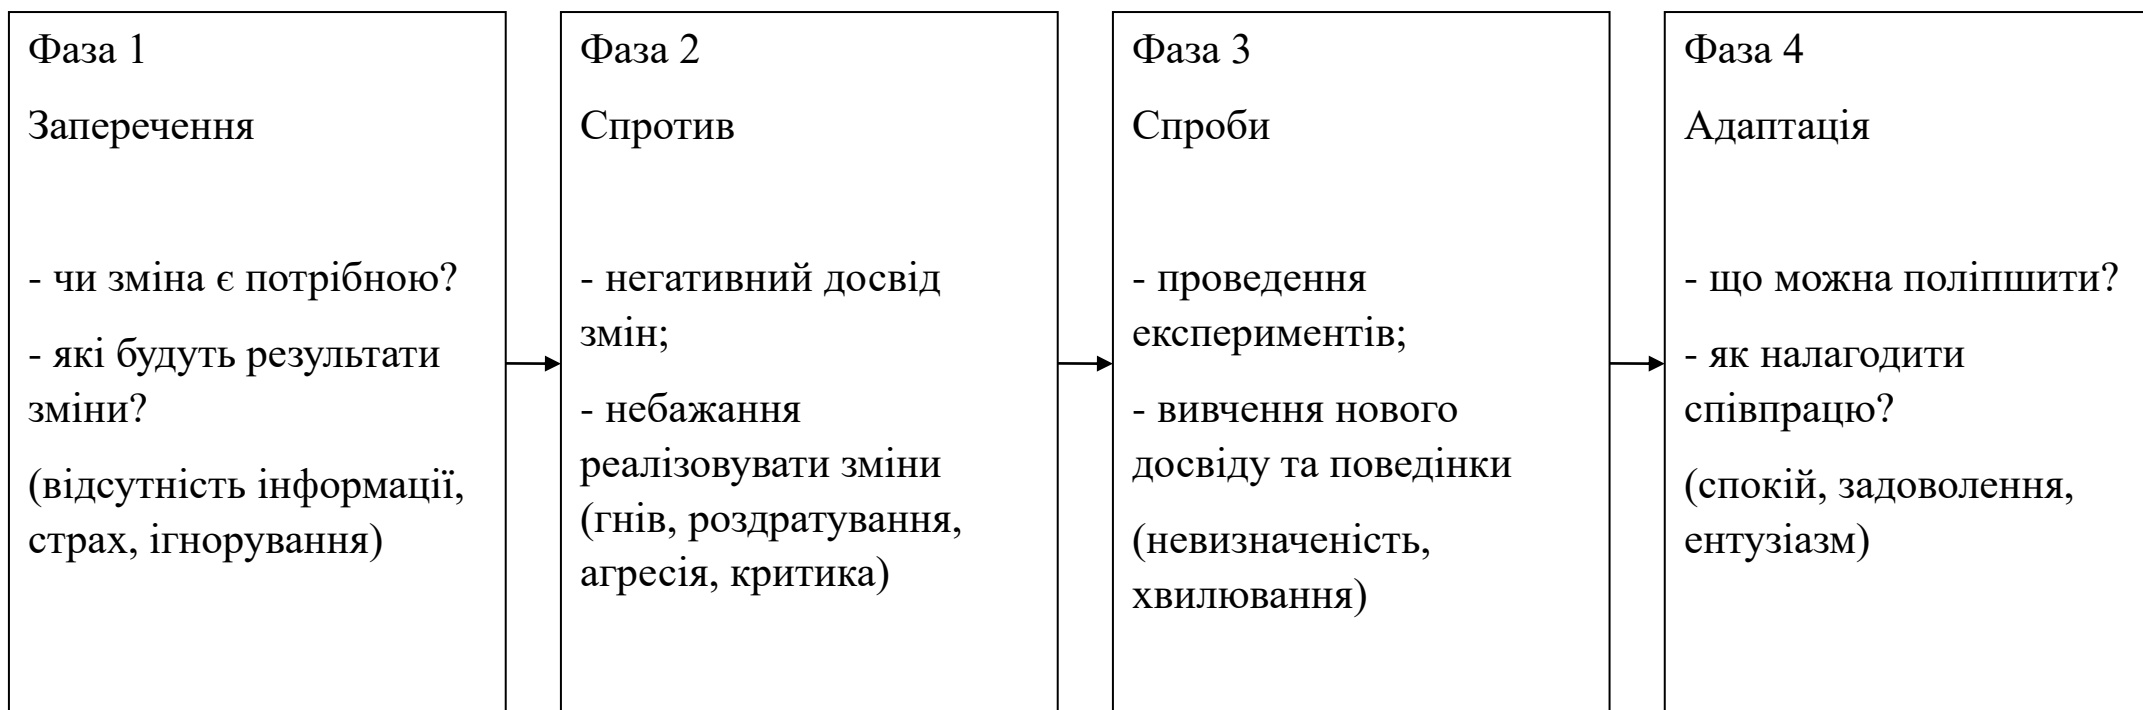 Фаза 1
Заперечення
- чи зміна є потрібною?
- які будуть результати
зміни?
(відсутність інформації,
страх, ігнорування)
Фаза 2
Спротив
- негативний досвід
змін;
- небажання
реалізовувати зміни
(гнів, роздратування,
агресія, критика)
Фаза 3
Спроби
- проведення
експериментів;
- вивчення нового
досвіду та поведінки
(невизначеність,
хвилювання)
Фаза 4
Адаптація
- що можна поліпшити?
- як налагодити
співпрацю?
(спокій, задоволення,
ентузіазм)